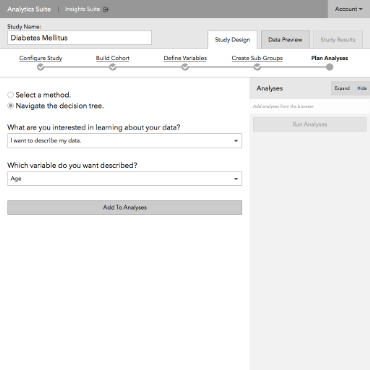 Analytics Suite | Insights Suite Account
Study Name:
Diabetes Mellitus
Study Design Data Preview Study Results
Configure Study Build Cohort Define Variables Create Sub-Groups Plan Analyses
Select a method.
Navigate the decision tree.
What are you interested in learning about your data?
I want to describe my data.
Which variable do you want described?
Age
Add To Analyses
Analyses Expand Hide
Add analyses from the browser
Run Analyses